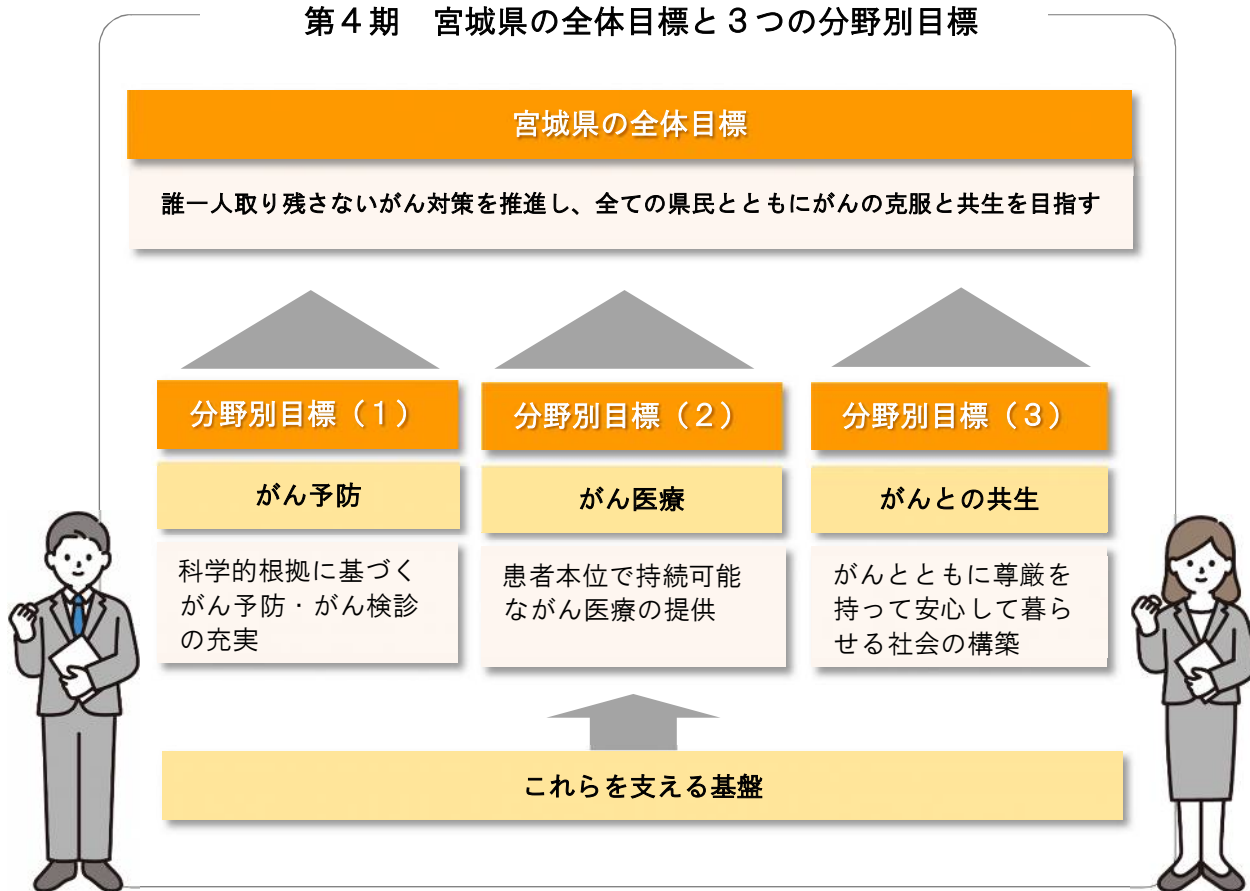 第４期　宮城県の全体目標と３つの分野別目標
宮城県の全体目標
誰一人取り残さないがん対策を推進し、全ての県民とともにがんの克服と共生を目指す
分野別目標（１）
がん予防
科学的根拠に基づく
がん予防・がん検診
の充実
分野別目標（２）
がん医療
患者本位で持続可能
ながん医療の提供
分野別目標（３）
がんとの共生
がんとともに尊厳を
持って安心して暮ら
せる社会の構築
これらを支える基盤